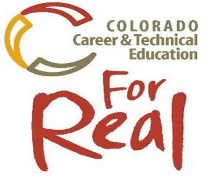 COLORADO
Career & Technical
Education
For
Real